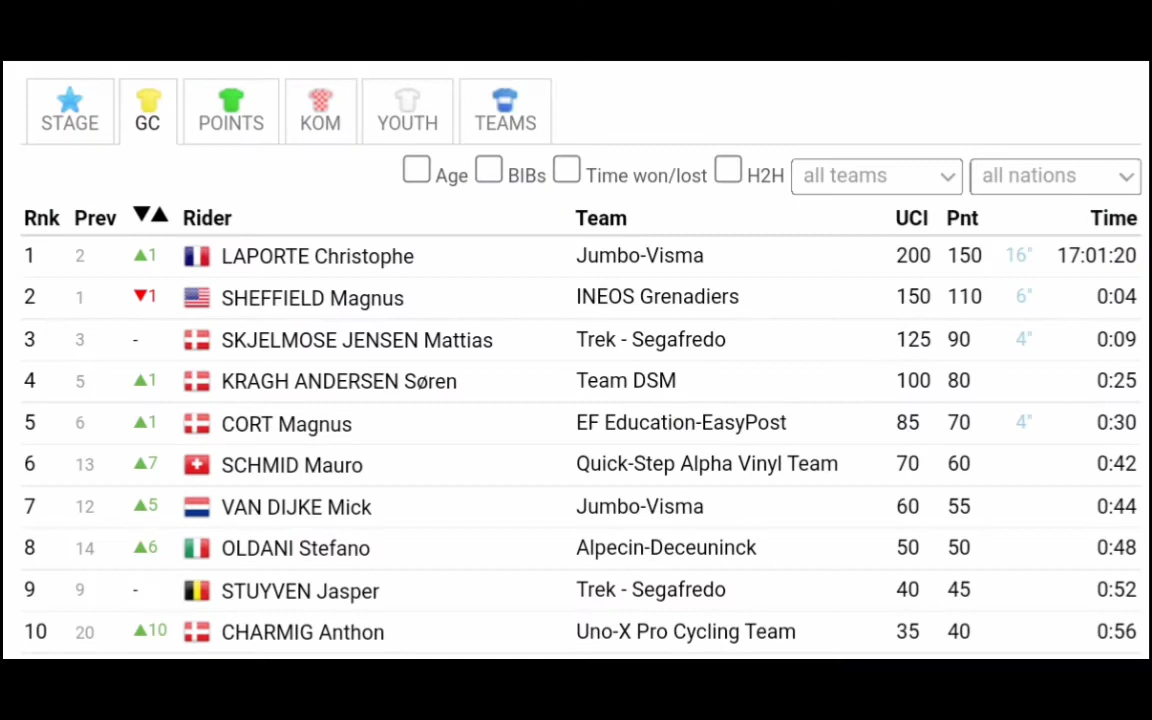 STAGE GC POINTS KOM YOUTH TEAMS
Age BIBs Time won/lost H2H all teams all nations
Rnk Prev ▼▲ Rider Team UCI Pnt Time
1 2 ▲1 LAPORTE Christophe Jumbo-Visma 200 150 16" 17:01:20
2 1 ▼1 SHEFFIELD Magnus INEOS Grenadiers 150 110 6" 0:04
3 3 - SKJELMOSE JENSEN Mattias Trek - Segafredo 125 90 4" 0:09
4 5 ▲1 KRAGH ANDERSEN Søren Team DSM 100 80 0:25
5 6 ▲1 CORT Magnus EF Education-EasyPost 85 70 4" 0:30
6 13 ▲7 SCHMID Mauro Quick-Step Alpha Vinyl Team 70 60 0:42
7 12 ▲5 VAN DIJKE Mick Jumbo-Visma 60 55 0:44
8 14 ▲6 OLDANI Stefano Alpecin-Deceuninck 50 50 0:48
9 9 - STUYVEN Jasper Trek - Segafredo 40 45 0:52
10 20 ▲10 CHARMIG Anthon Uno-X Pro Cycling Team 35 40 0:56